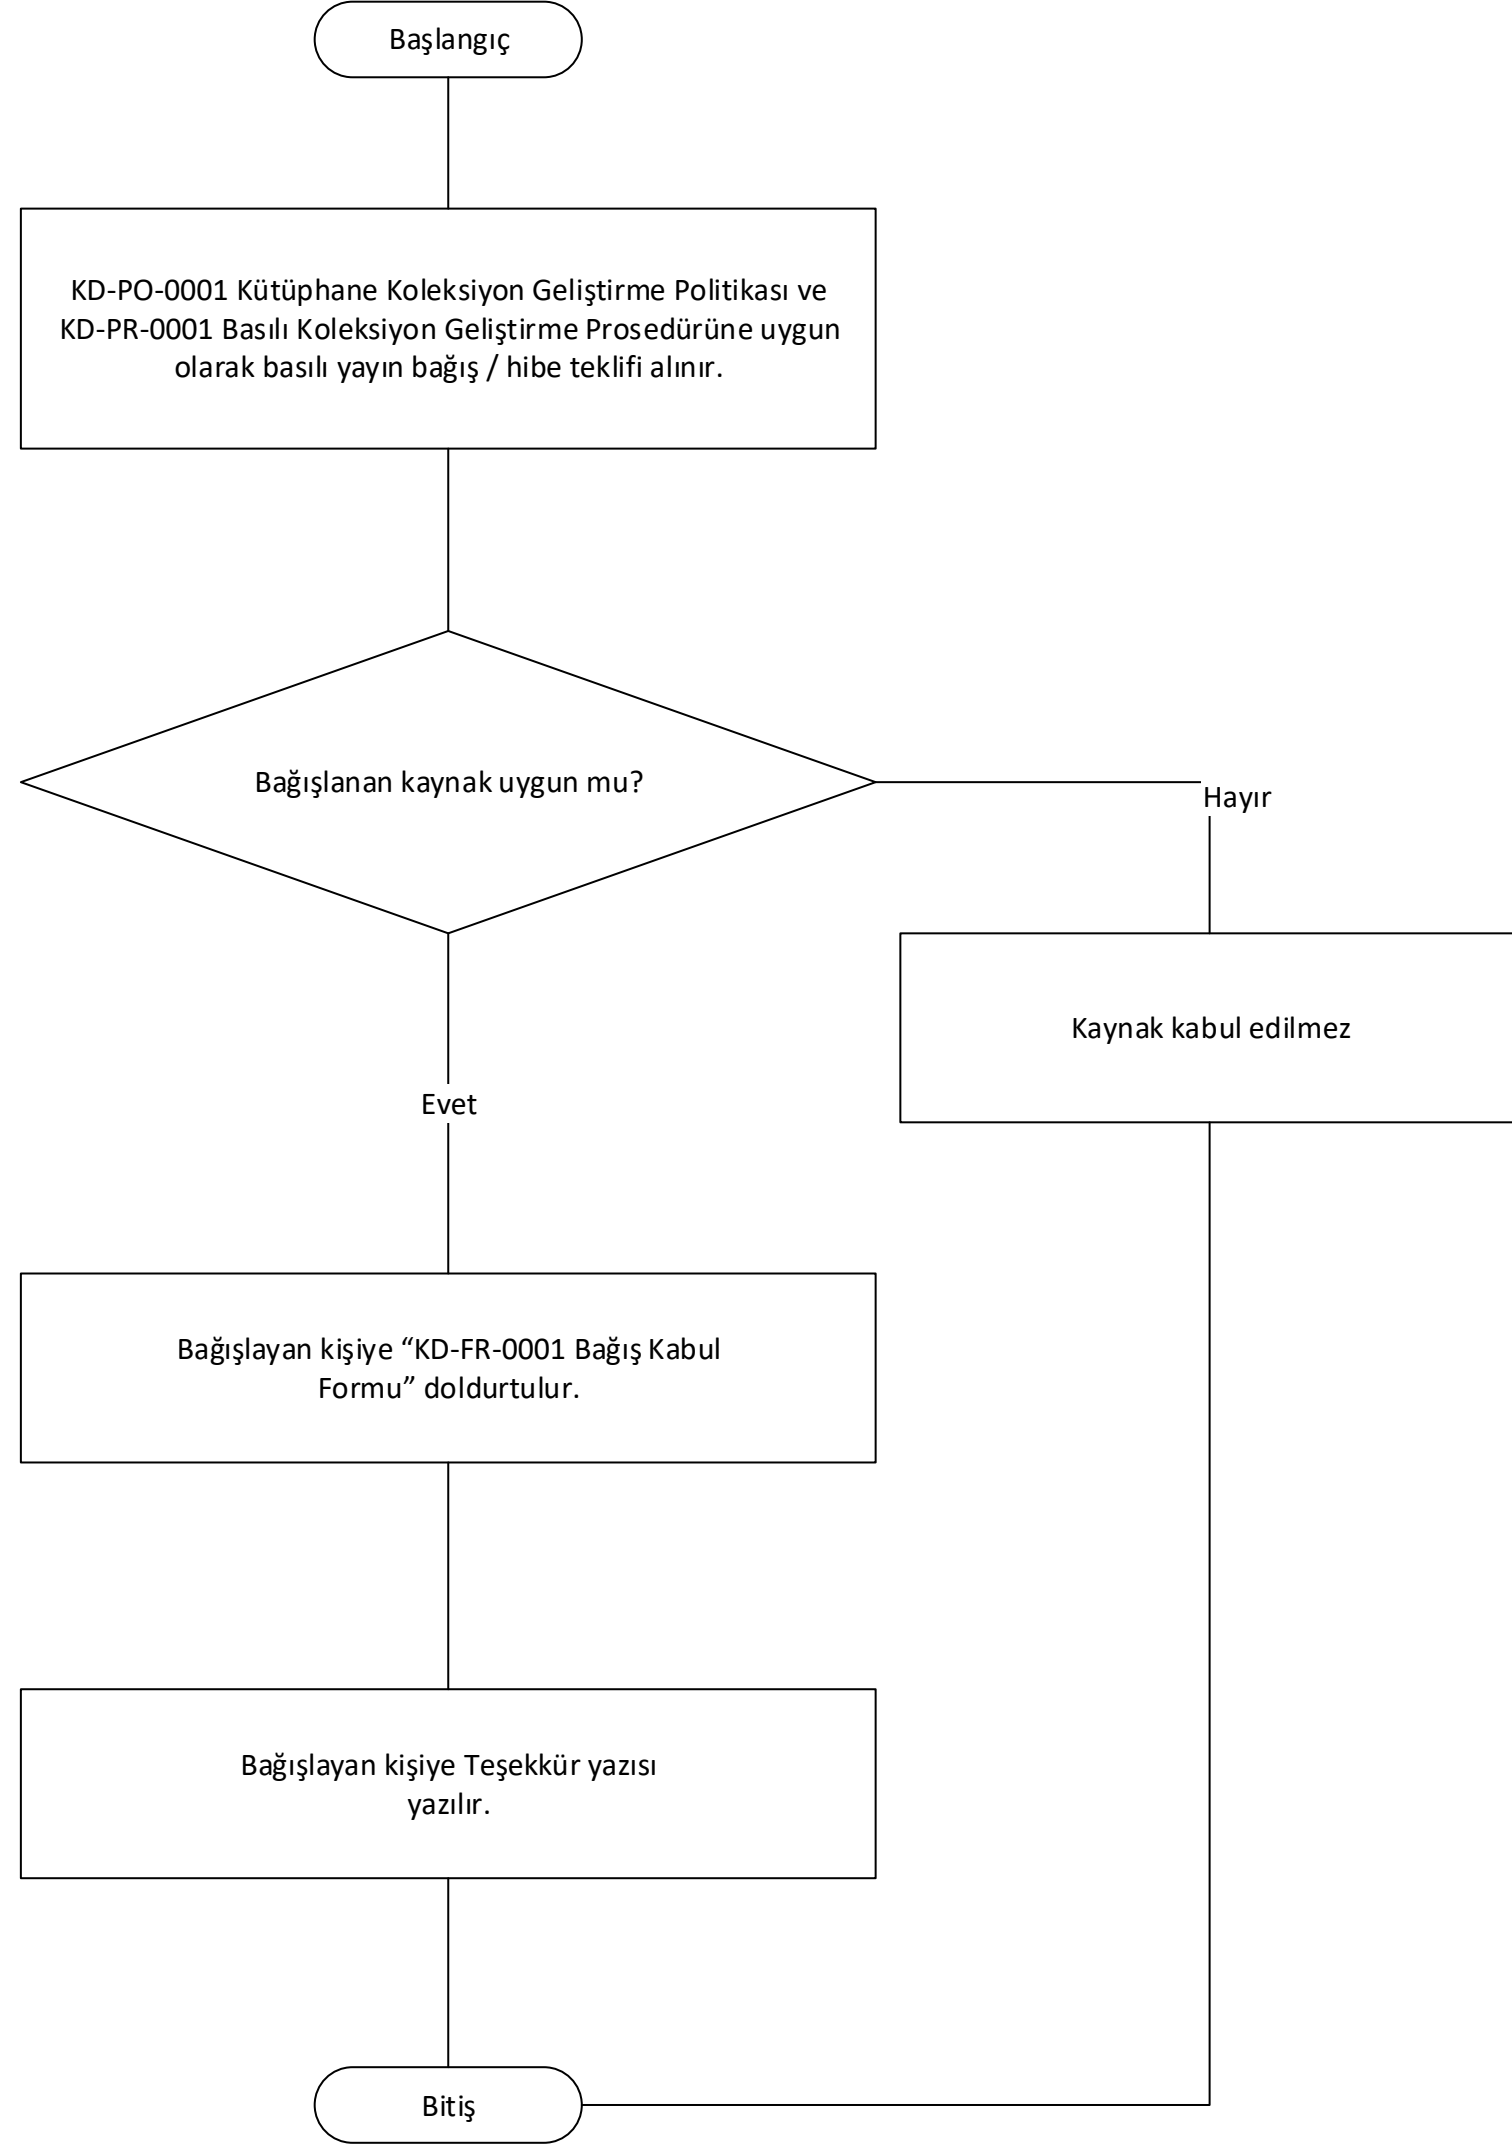 Başlangıç
KD-PO-0001 Kütüphane Koleksiyon Geliştirme Politikası ve
KD-PR-0001 Basılı Koleksiyon Geliştirme Prosedürüne uygun
olarak basılı yayın bağış / hibe teklifi alınır.
Bağışlanan kaynak uygun mu?
Hayır
Kaynak kabul edilmez
Evet
Bağışlayan kişiye “KD-FR-0001 Bağış Kabul
Formu” doldurtulur.
Bağışlayan kişiye Teşekkür yazısı
yazılır.
Bitiş